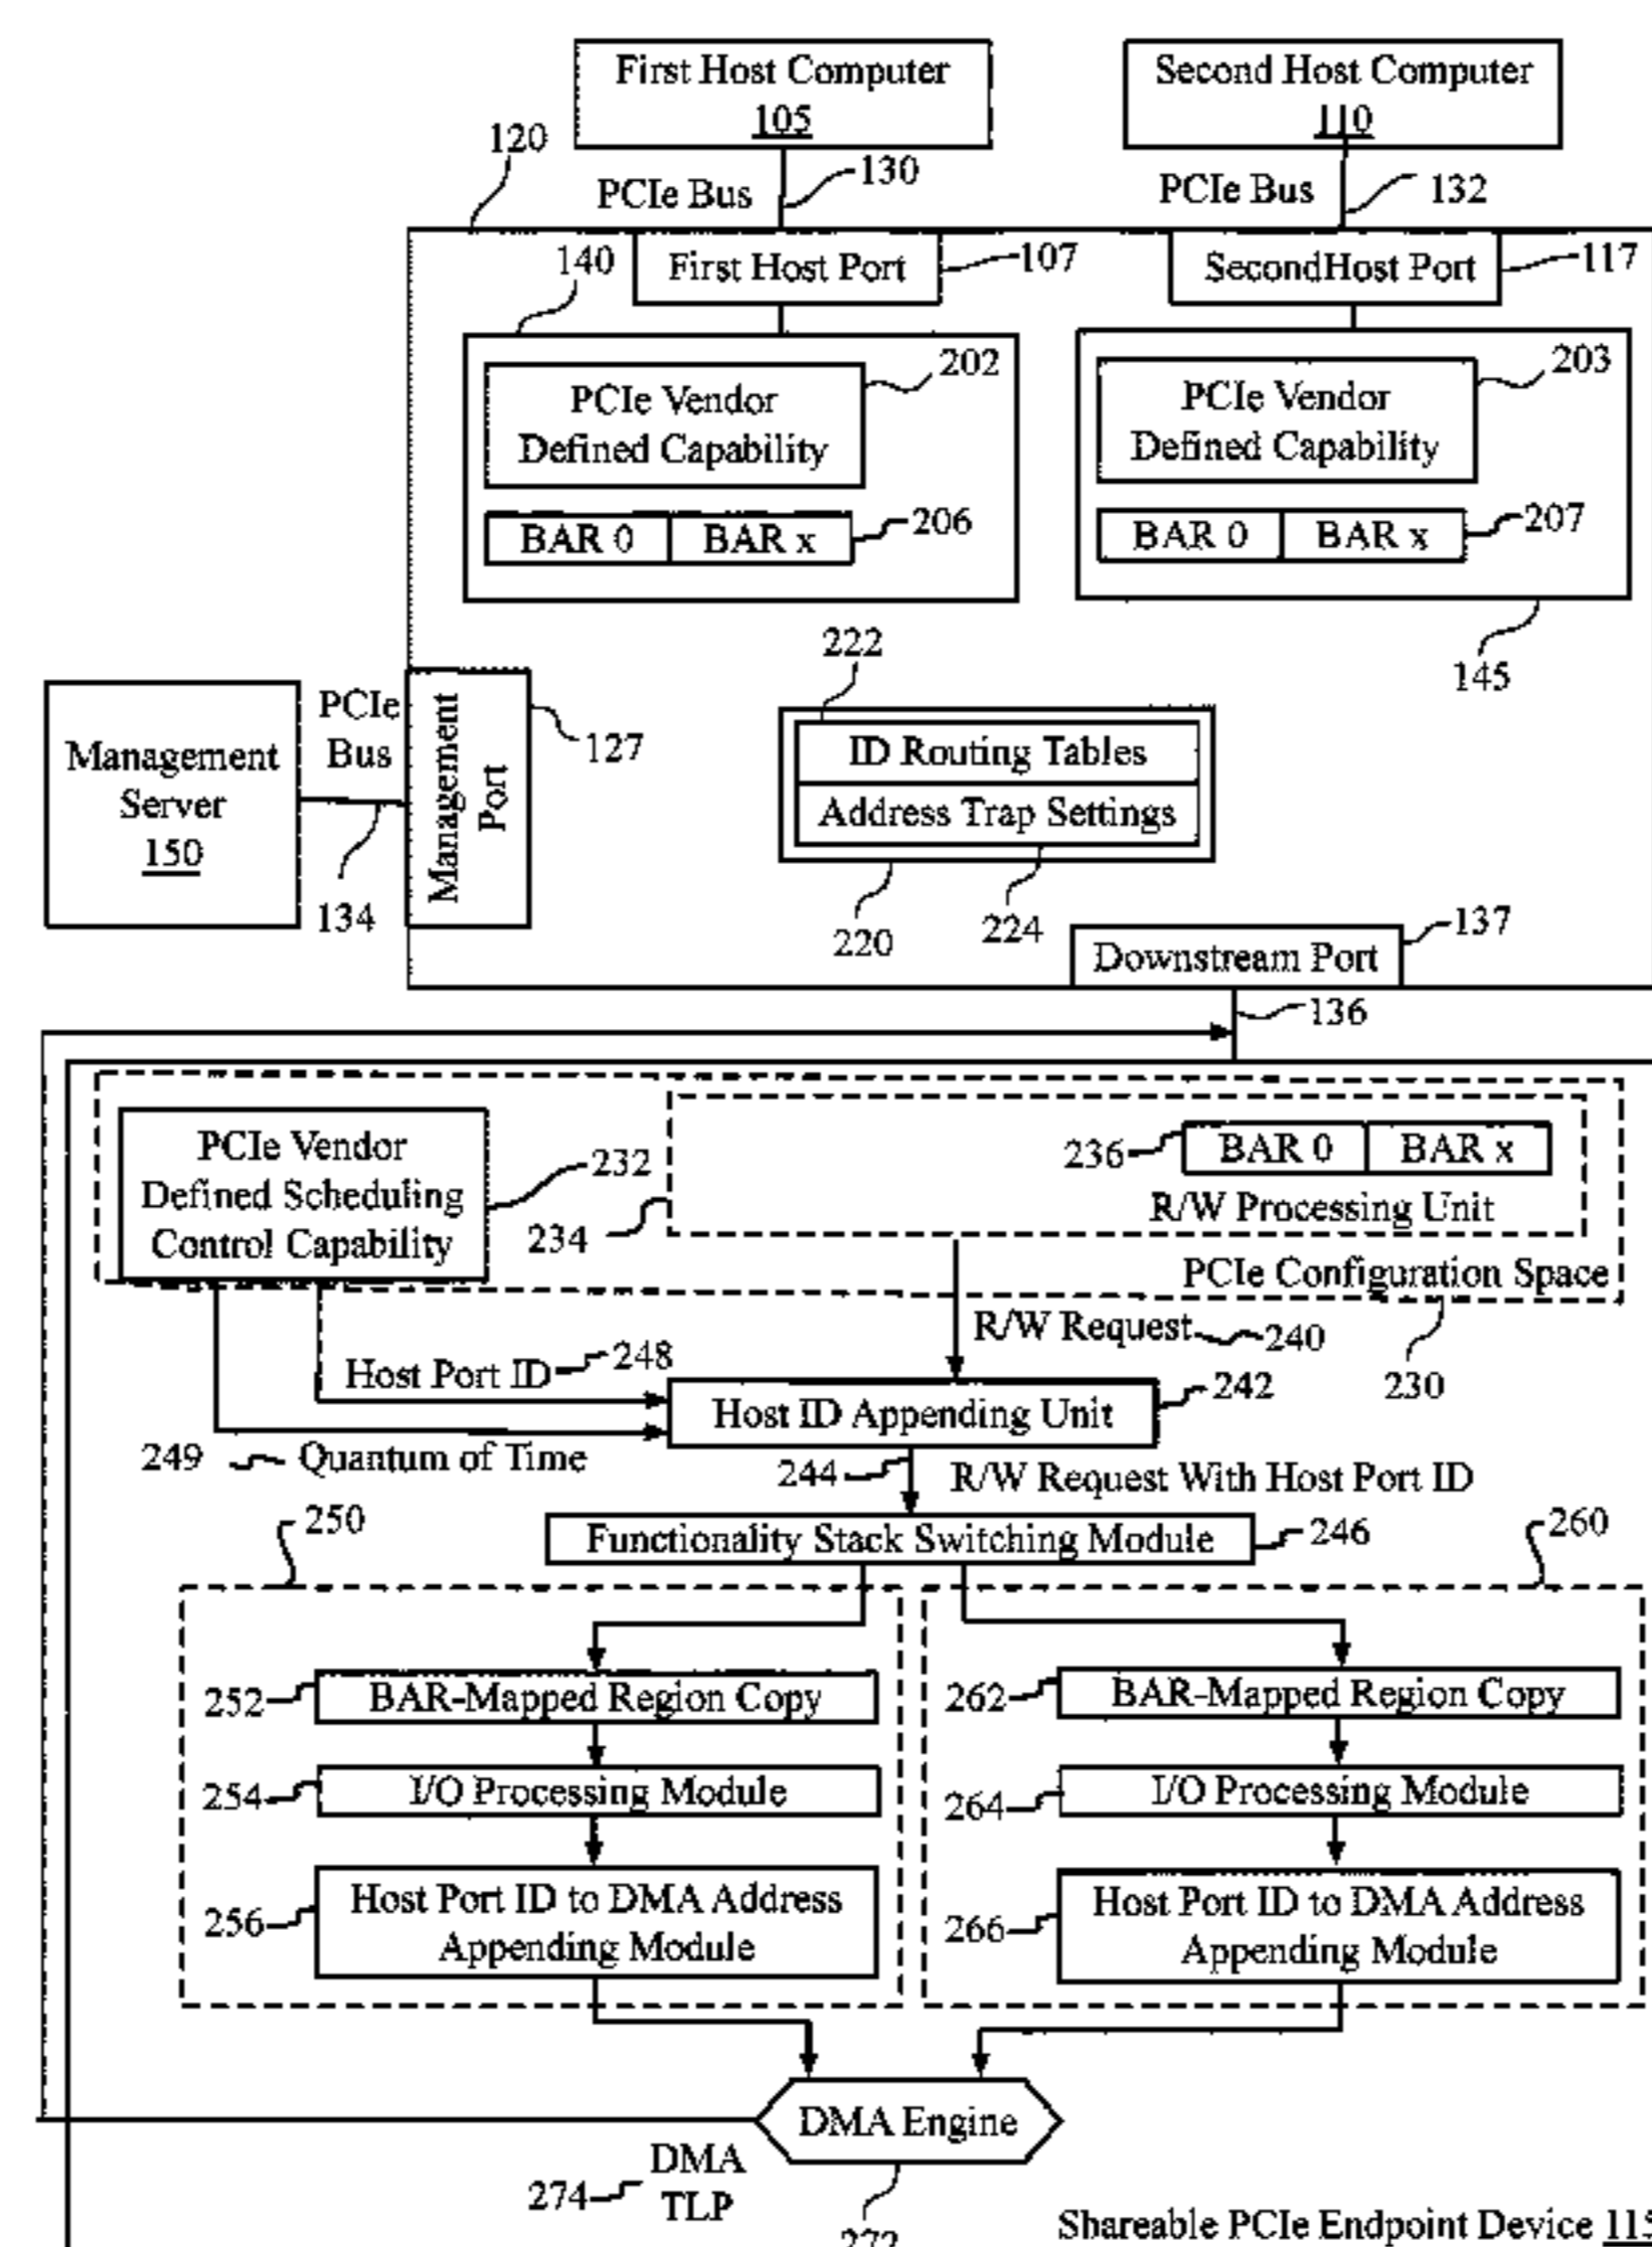 First Host Computer
105
Second Host Computer
110
120
PCIe Bus
130
PCIe Bus
132
140
First Host Port
107
SecondHost Port
117
PCIe Vendor
Defined Capability
202
BAR 0
BAR x
206
PCIe Vendor
Defined Capability
203
BAR 0
BAR x
207
145
222
Management
Server
150
PCIe
Bus
134
Management
Port
127
ID Routing Tables
Address Trap Settings
220
224
Downstream Port
137
136
PCIe Vendor
Defined Scheduling
Control Capability
232
234
236
BAR 0
BAR x
R/W Processing Unit
PCIe Configuration Space
230
R/W Request
240
Host Port ID
248
Host ID Appending Unit
242
249
Quantum of Time
244
R/W Request With Host Port ID
250
Functionality Stack Switching Module
246
260
252
BAR-Mapped Region Copy
254
I/O Processing Module
256
Host Port ID to DMA Address
Appending Module
262
BAR-Mapped Region Copy
264
I/O Processing Module
266
Host Port ID to DMA Address
Appending Module
DMA Engine
DMA
TLP
274
Shareable PCIe Endpoint Device 115